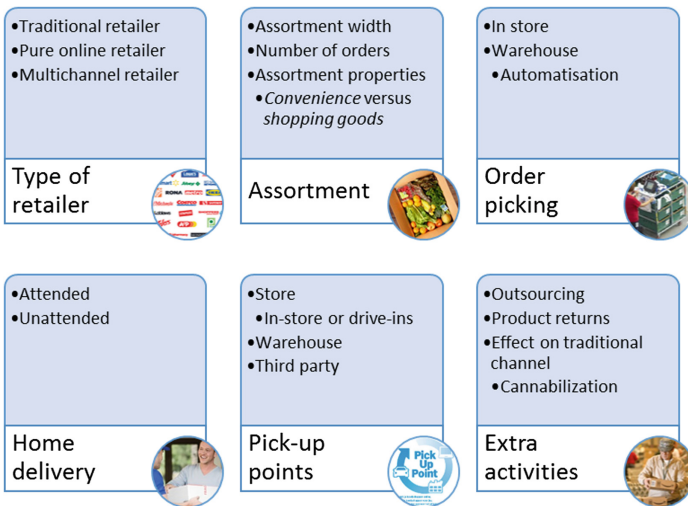 •Traditional retailer
•Pure online retailer
•Multichannel retailer
Type of
retailer
RONA
•Assortment width
•Number of orders
•Assortment properties
•Convenience versus
shopping goods
Assortment
•In store
•Warehouse
•Automatisation
Order
picking
•Attended
•Unattended
Home
delivery
•Store
•In-store or drive-ins
•Warehouse
•Third party
Pick-up
points
Pick
Up
Point
•Outsourcing
•Product returns
•Effect on traditional
channel
•Cannabilization
Extra
activities